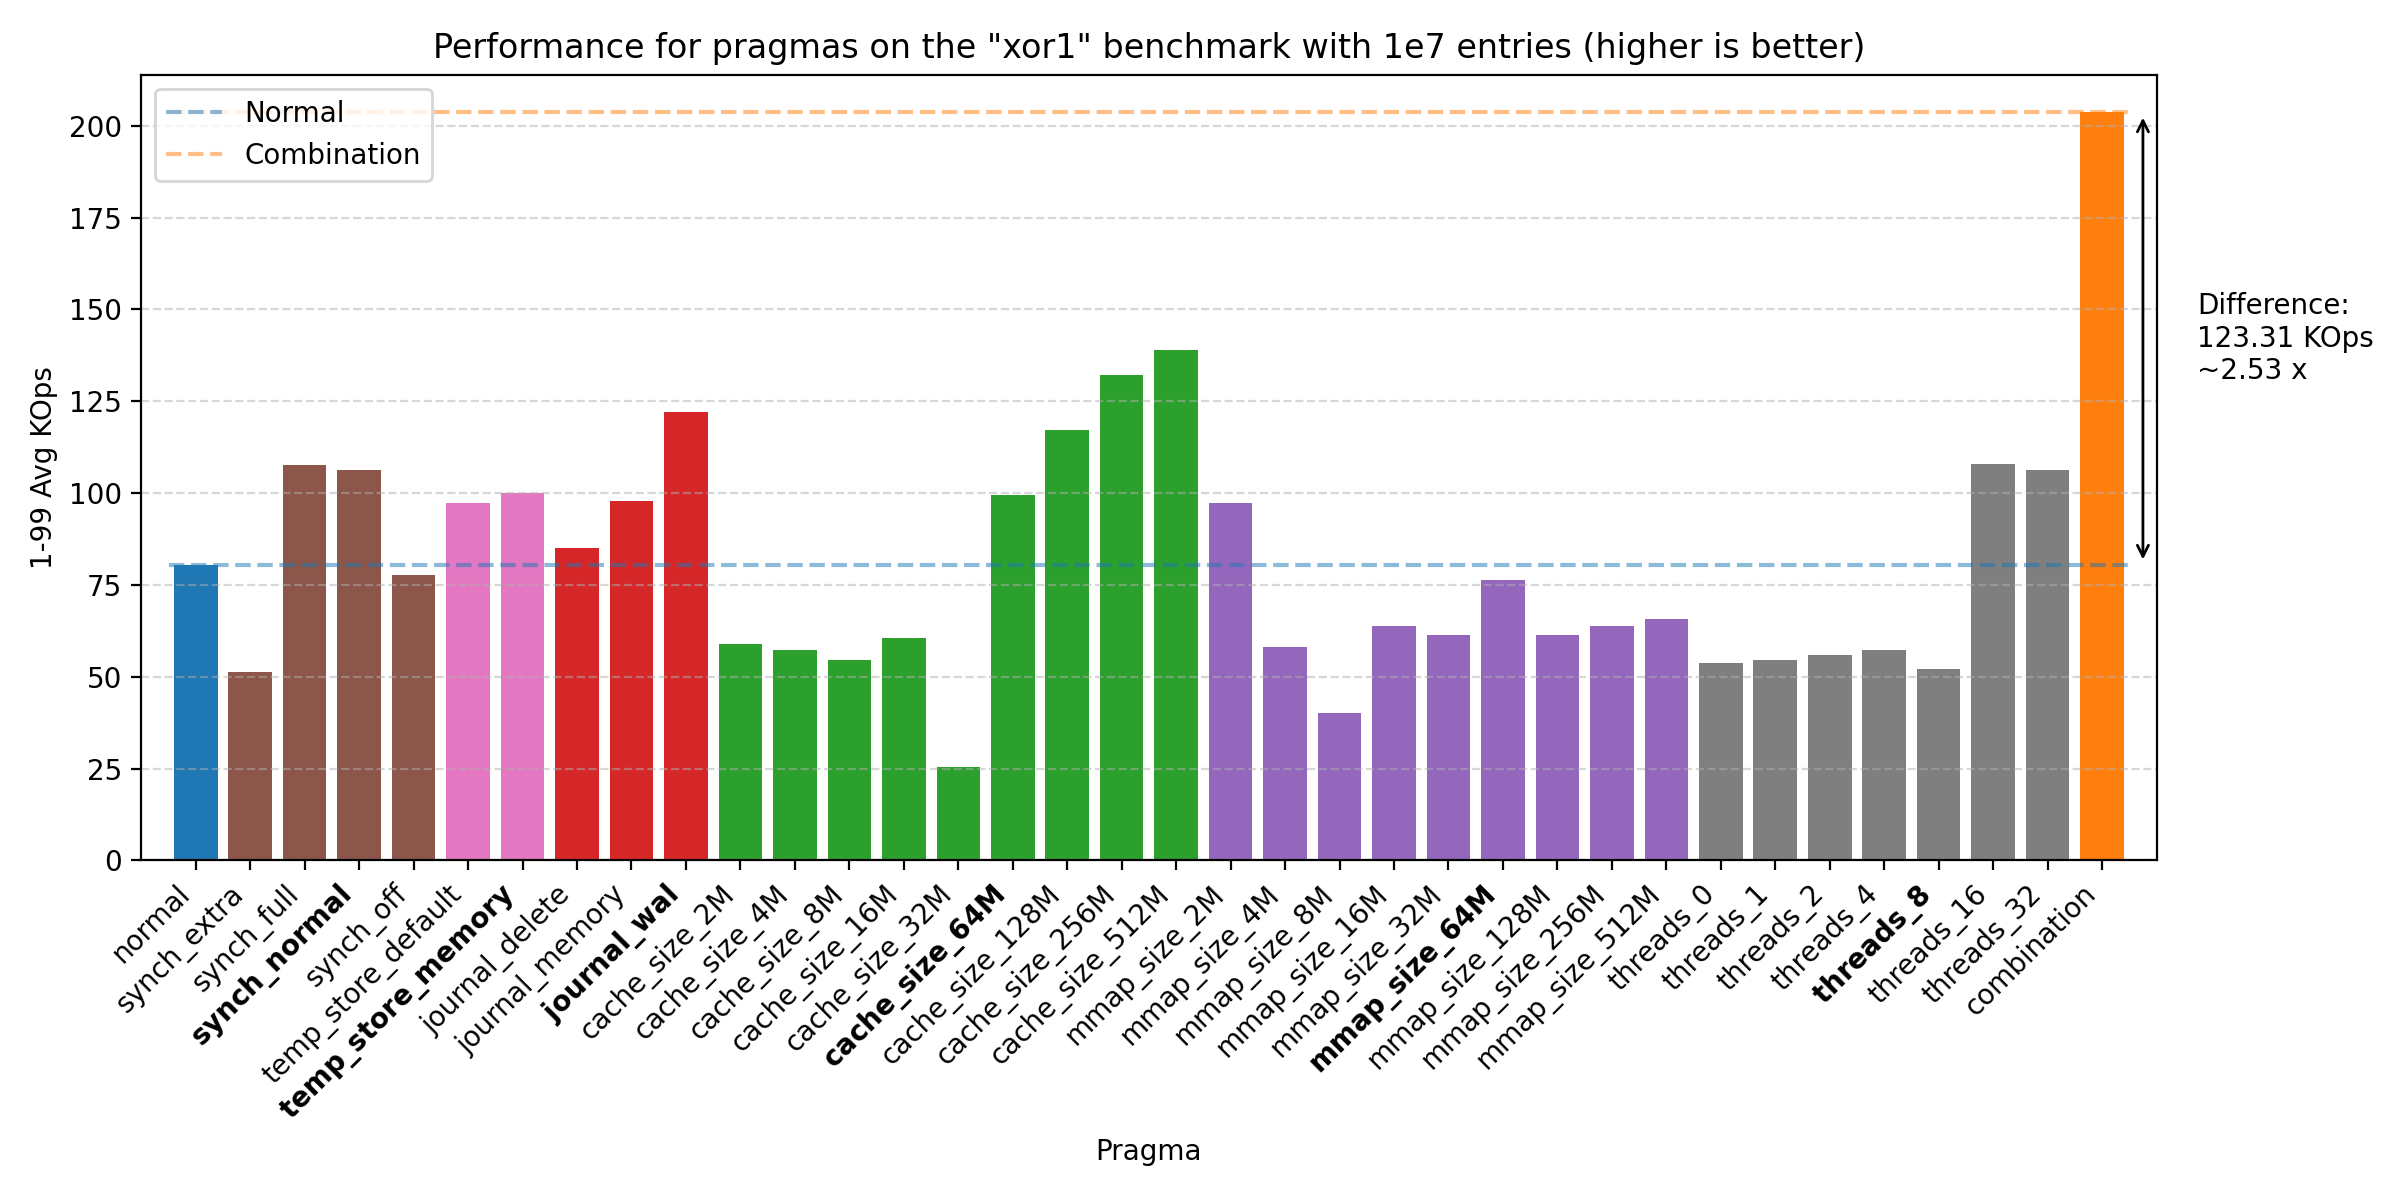 Performance for pragmas on the "xor1" benchmark with 1e7 entries (higher is better)
Normal
Combination
200
175
150
125
100
75
50
25
0
1-99 Avg KOps
Difference:
123.31 KOps
~2.53 x
normal
synch_extra
synch_full
synch_normal
synch_off
temp_store_default
temp_store_memory
journal_delete
journal_memory
journal_wal
cache_size_2M
cache_size_4M
cache_size_8M
cache_size_16M
cache_size_32M
cache_size_64M
cache_size_128M
cache_size_256M
cache_size_512M
mmap_size_2M
mmap_size_4M
mmap_size_8M
mmap_size_16M
mmap_size_32M
mmap_size_64M
mmap_size_128M
mmap_size_256M
mmap_size_512M
threads_0
threads_1
threads_2
threads_4
threads_8
threads_16
threads_32
combination
Pragma